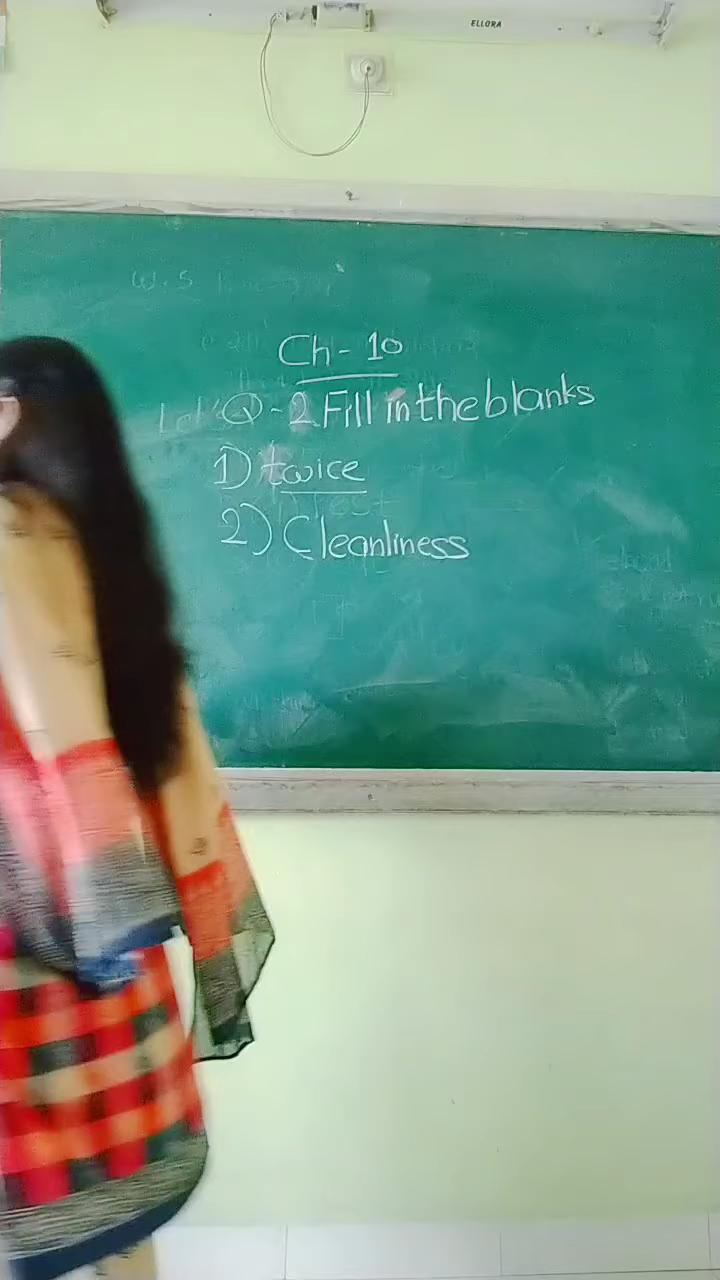 ELLORA
W.S
Ch - 10
Q - 2 Fill in the blanks
1) twice
2) Cleanliness